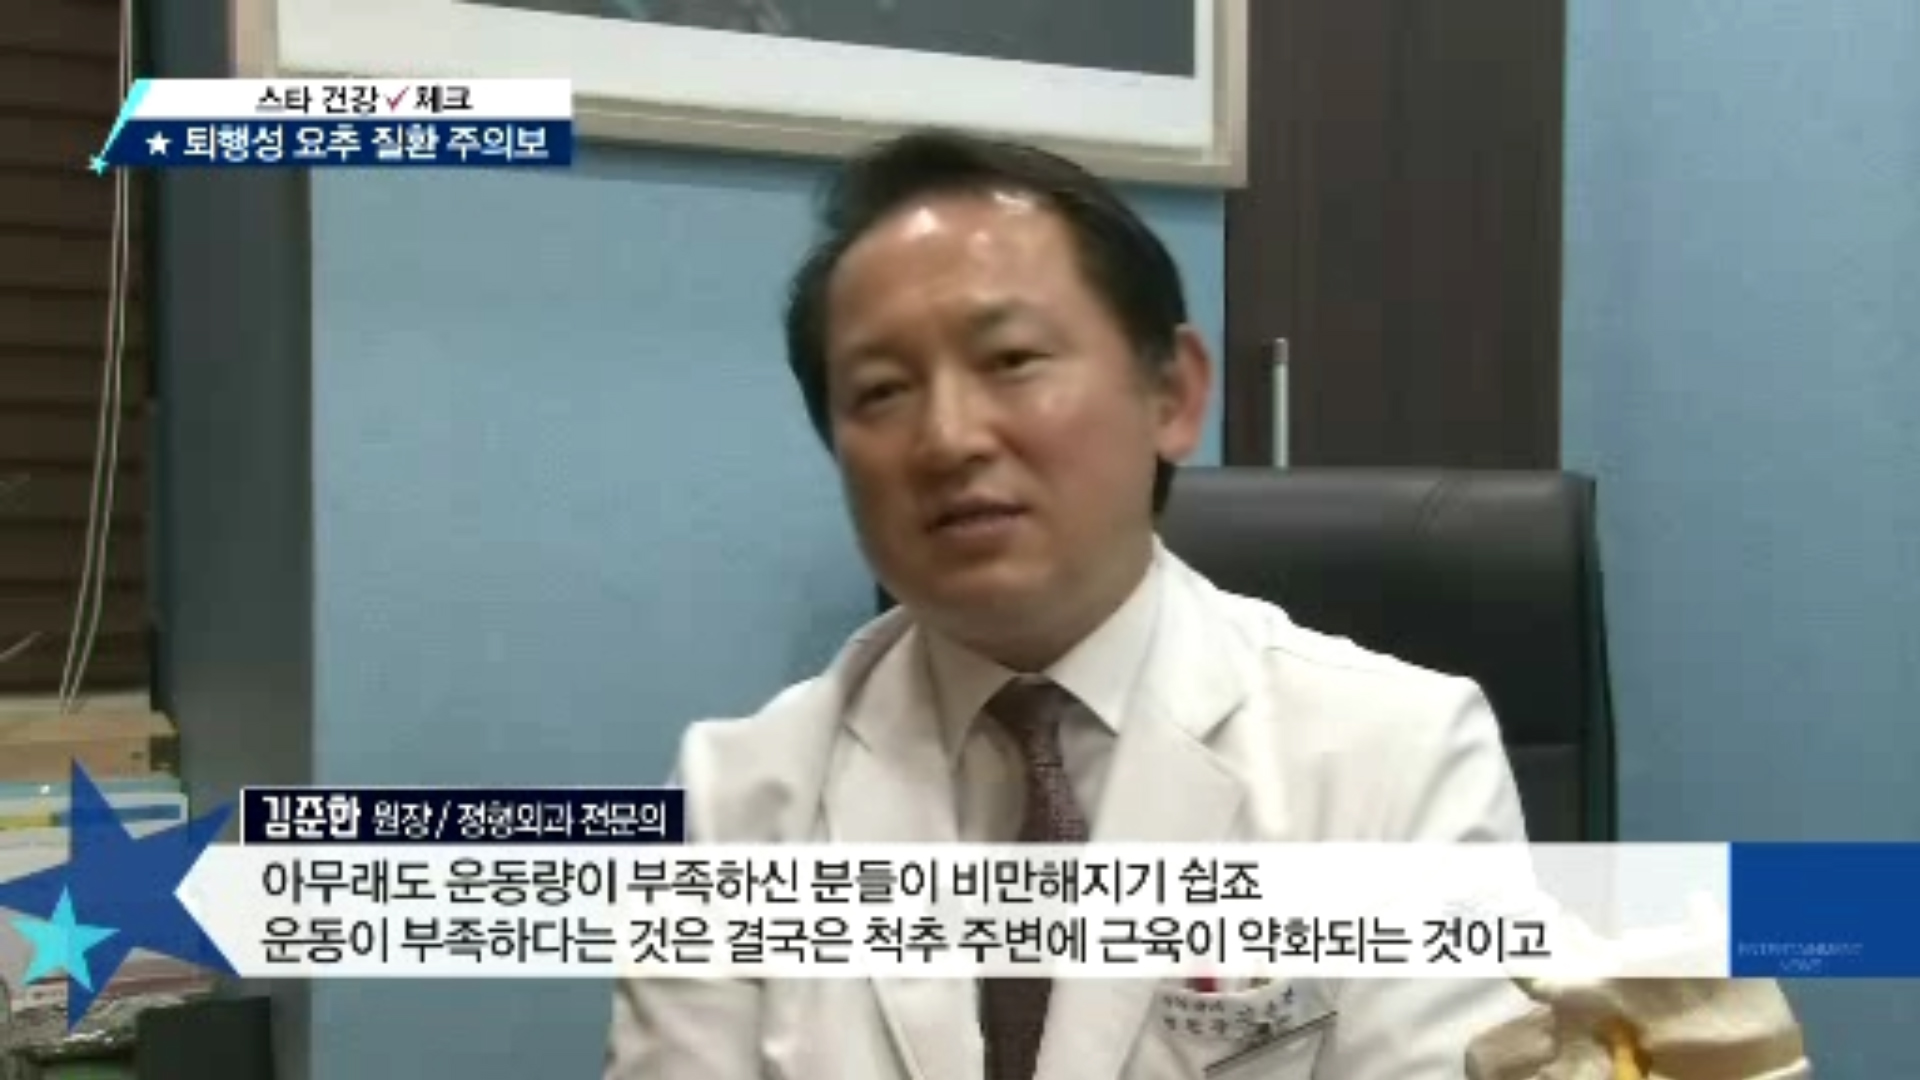 스타 건강✓체크
★ 퇴행성 요추 질환 주의보
김준한 원장 / 정형외과 전문의
아무래도 운동량이 부족하신 분들이 비만해지기 쉽죠
운동이 부족하다는 것은 결국은 척추 주변에 근육이 약화되는 것이고
ENTERTAINMENT